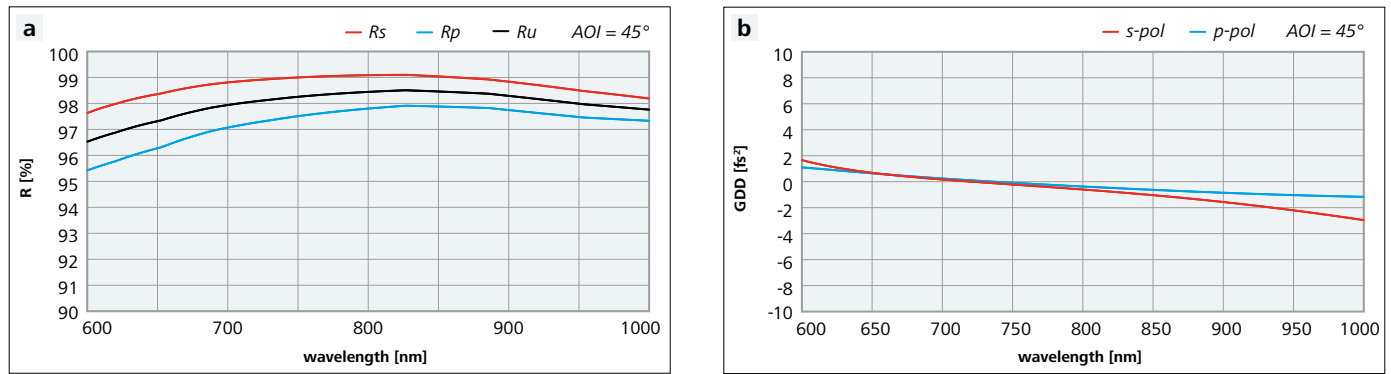 a
Rs Rp Ru AOI = 45°
100
99
98
97
96
95
94
93
92
91
90
R [%]
600 700 800 900 1000
wavelength [nm]
b
s-pol p-pol AOI = 45°
10
8
6
4
2
0
-2
-4
-6
-8
-10
GDD [fs²]
600 650 700 750 800 850 900 950 1000
wavelength [nm]